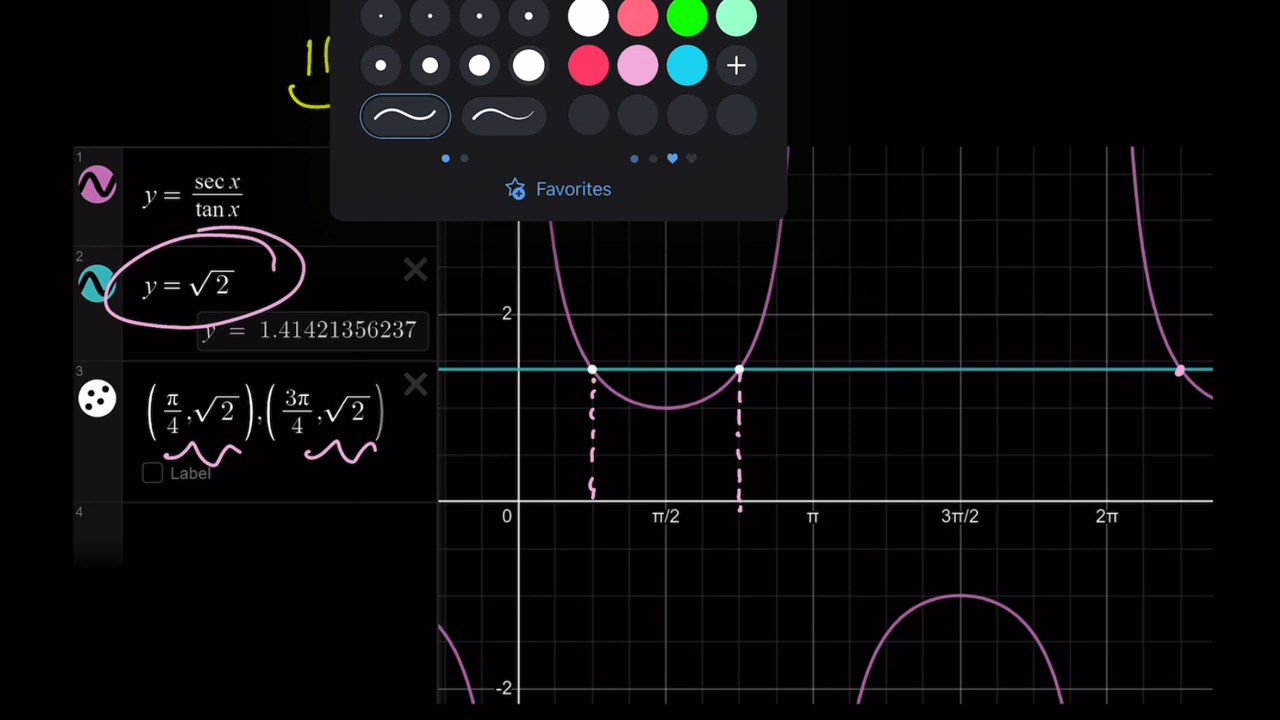 Favorites
1
y = sec x / tan x
2
y = √2
y = 1.41421356237
3
(π/4, √2), (3π/4, √2)
Label
4
2
0 π/2 π 3π/2 2π
-2